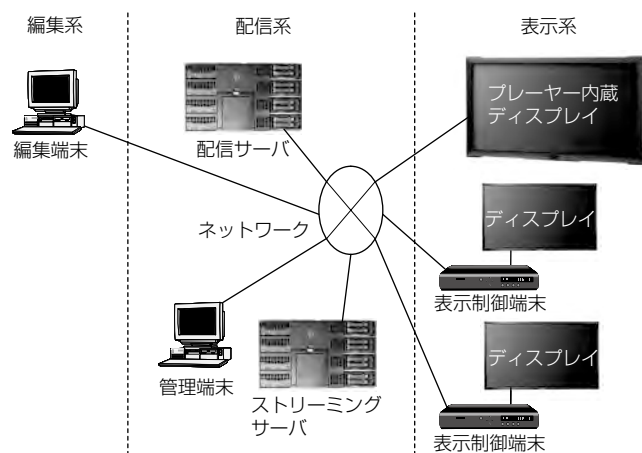 編集系
配信系
表示系
編集端末
配信サーバ
プレーヤー内蔵
ディスプレイ
ネットワーク
ディスプレイ
表示制御端末
管理端末
ストリーミング
サーバ
ディスプレイ
表示制御端末